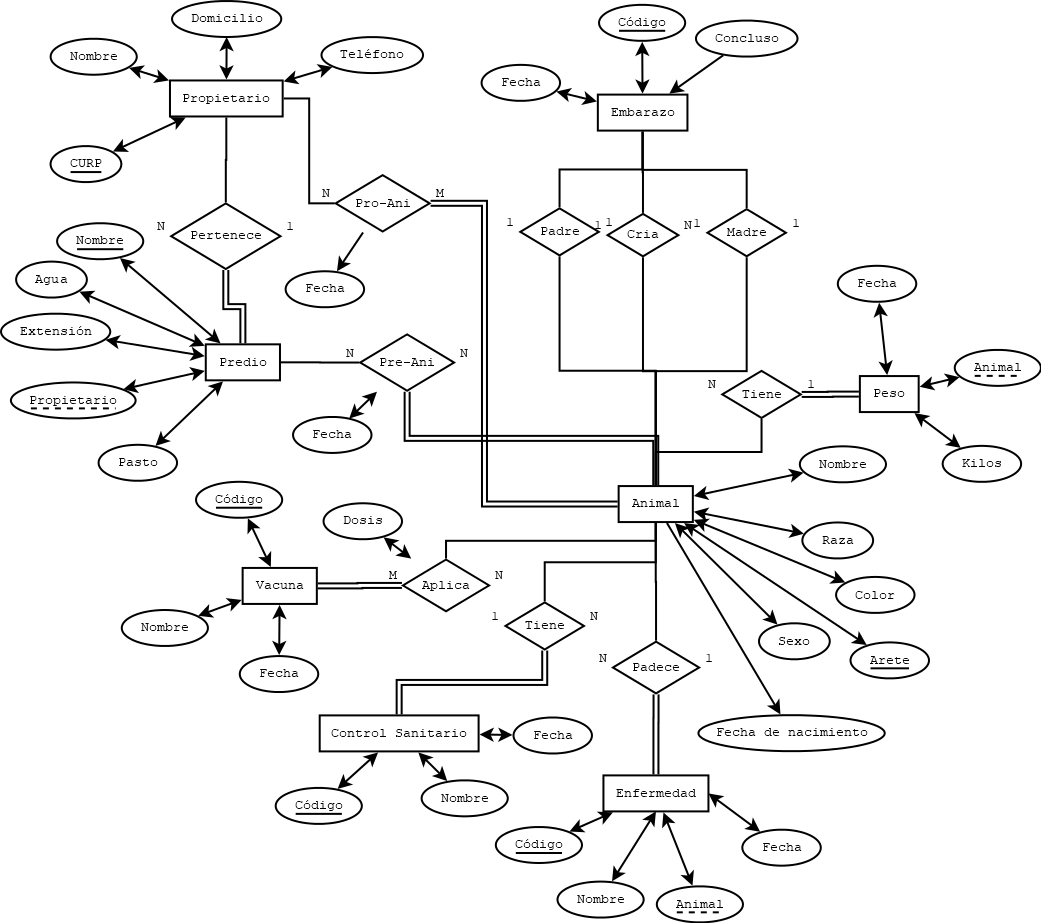 Domicilio
Código
Nombre
Teléfono
Concluso
Fecha
Propietario
Embarazo
CURP
N
Pro-Ani
M
1
Padre
1
1
Cria
N
1
Madre
1
N
Pertenece
1
Nombre
Agua
Fecha
Fecha
Extensión
Predio
N
Pre-Ani
N
Animal
Propietario
N
Tiene
1
Peso
Fecha
Pasto
Nombre
Kilos
Código
Animal
Dosis
Raza
Vacuna
M
Aplica
N
Color
Nombre
1
Tiene
N
Sexo
Arete
Fecha
N
Padece
1
Control Sanitario
Fecha
Fecha de nacimiento
Código
Nombre
Enfermedad
Código
Fecha
Nombre
Animal